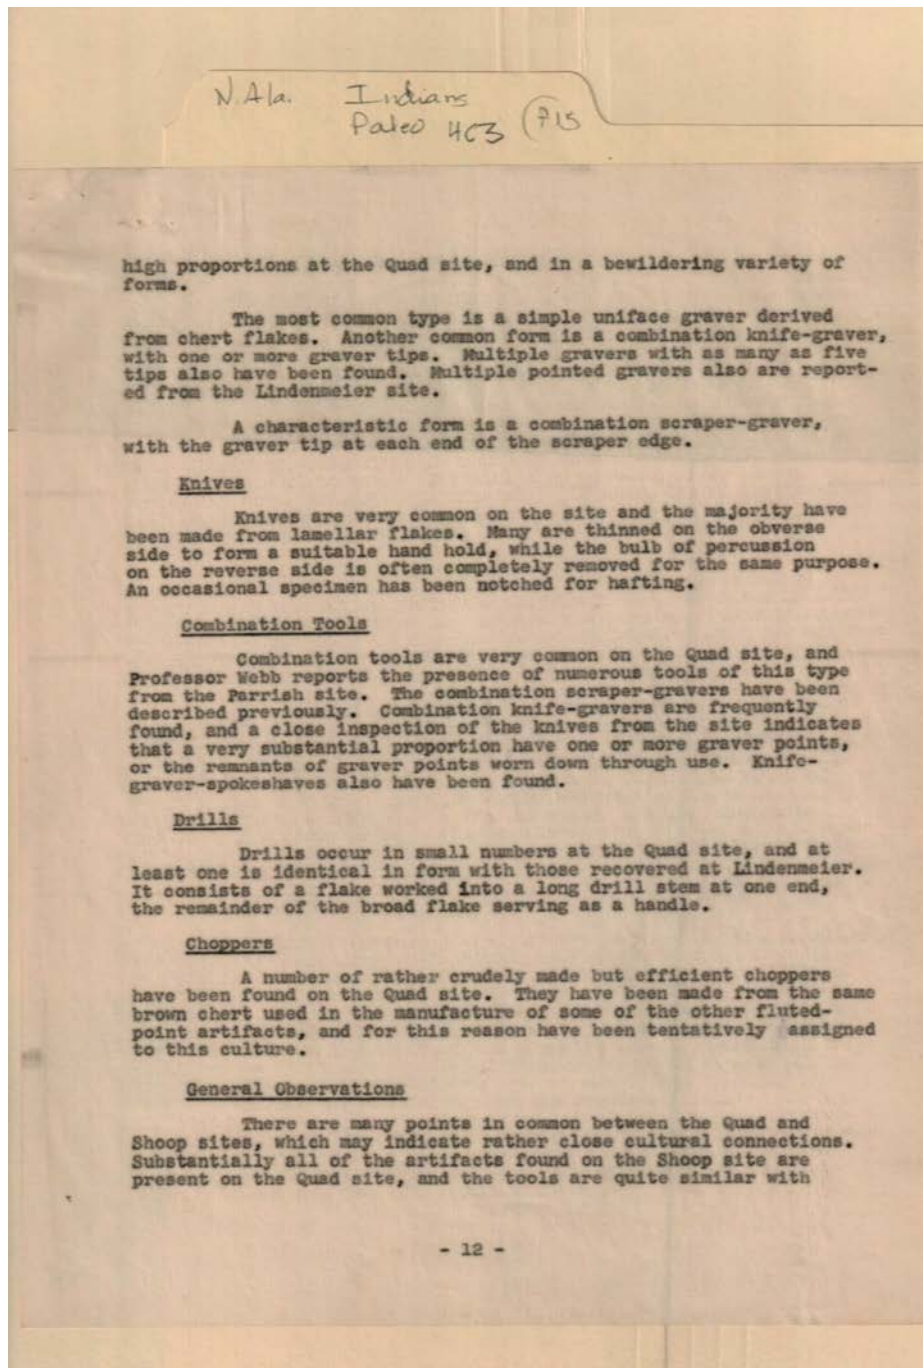 N. Ala. Indians
Paleo 4C3 P15
high proportions at the Quad site, and in a bewildering variety of
forms.
The most common type is a simple uniface graver derived
from chert flakes. Another common form is a combination knife-graver,
with one or more graver tips. Multiple gravers with as many as five
tips also have been found. Multiple pointed gravers also are report-
ed from the Lindenmeier site.
A characteristic form is a combination scraper-graver,
with the graver tip at each end of the scraper edge.
Knives
Knives are very common on the site and the majority have
been made from lamellar flakes. Many are thinned on the obverse
side to form a suitable hand hold, while the bulb of percussion
on the reverse side is often completely removed for the same purpose.
An occasional specimen has been notched for hafting.
Combination Tools
Combination tools are very common on the Quad site, and
Professor Webb reports the presence of numerous tools of this type
from the Parrish site. The combination scraper-gravers have been
described previously. Combination knife-gravers are frequently
found, and a close inspection of the knives from the site indicates
that a very substantial proportion have one or more graver points,
or the remnants of graver points worn down through use. Knife-
graver-spokeshaves also have been found.
Drills
Drills occur in small numbers at the Quad site, and at
least one is identical in form with those recovered at Lindenmeier.
It consists of a flake worked into a long drill stem at one end,
the remainder of the broad flake serving as a handle.
Choppers
A number of rather crudely made but efficient choppers
have been found on the Quad site. They have been made from the same
brown chert used in the manufacture of some of the other fluted-
point artifacts, and for this reason have been tentatively assigned
to this culture.
General Observations
There are many points in common between the Quad and
Shoop sites, which may indicate rather close cultural connections.
Substantially all of the artifacts found on the Shoop site are
present on the Quad site, and the tools are quite similar with
- 12 -